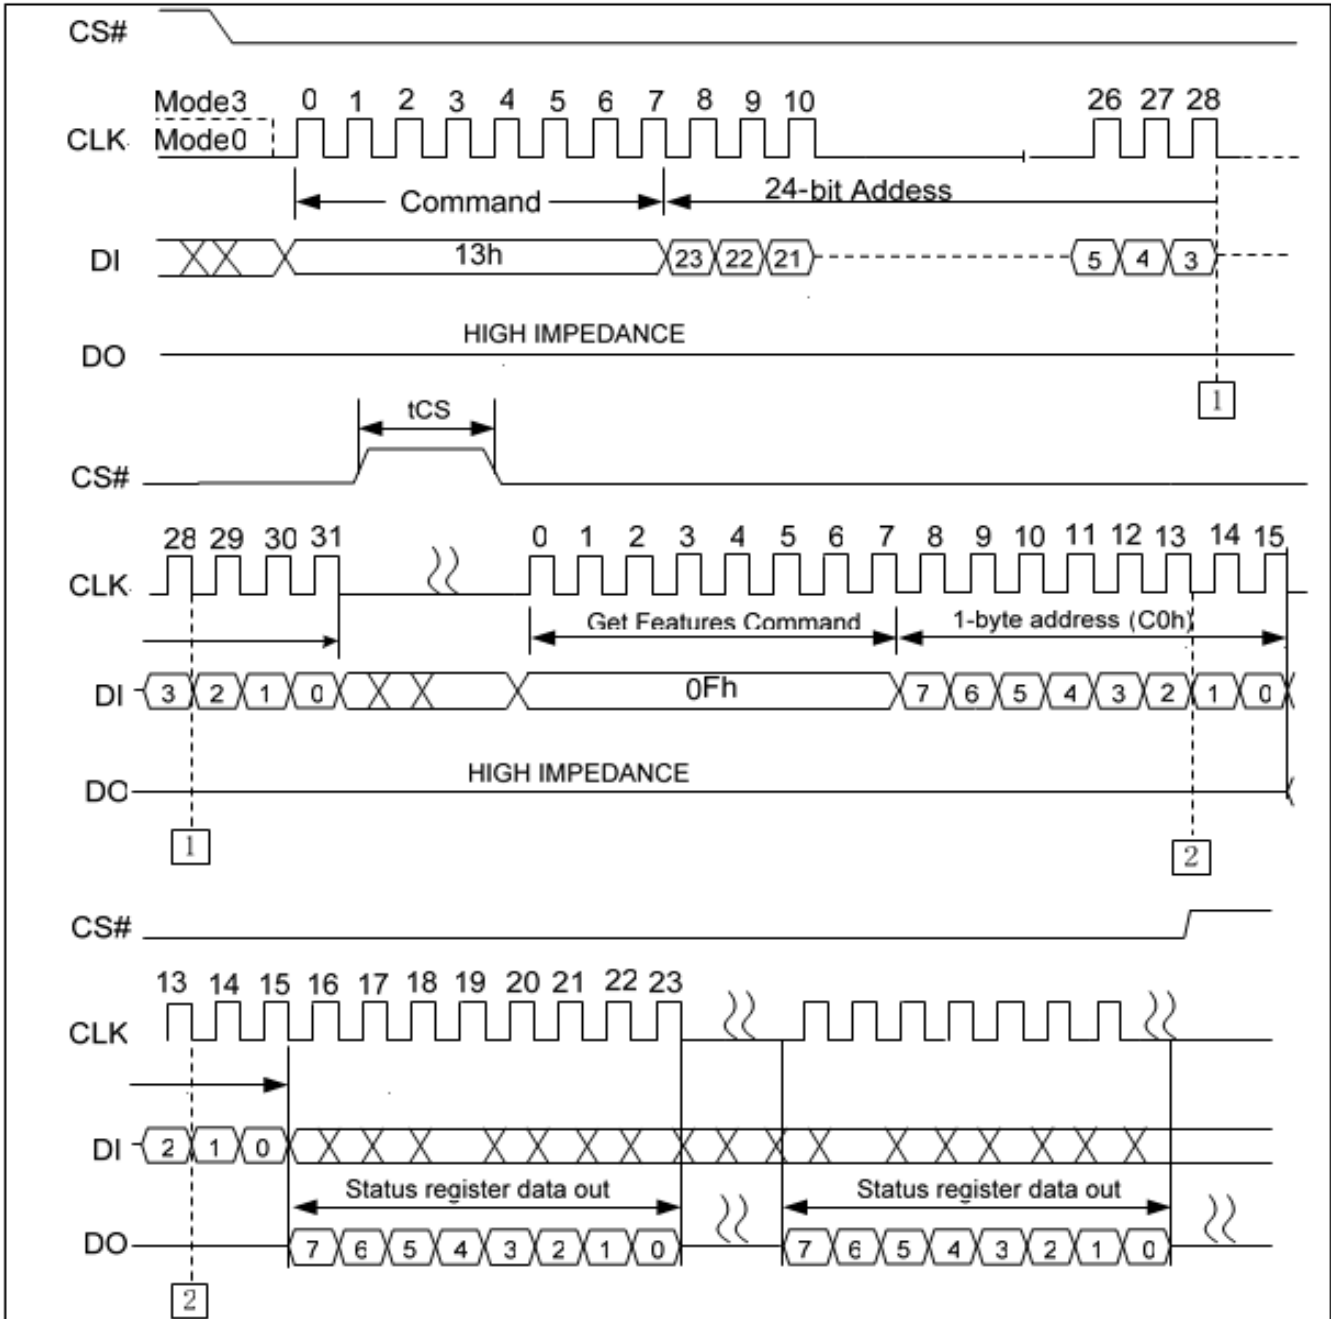 CS#
Mode3 0 1 2 3 4 5 6 7 8 9 10 26 27 28
CLK Mode0
Command 24-bit Addess
DI 13h 23 22 21 5 4 3
HIGH IMPEDANCE
DO
1
tCS
CS#
28 29 30 31 0 1 2 3 4 5 6 7 8 9 10 11 12 13 14 15
CLK
Get Features Command 1-byte address (C0h)
DI 3 2 1 0 0Fh 7 6 5 4 3 2 1 0
HIGH IMPEDANCE
DO
1 2
CS#
13 14 15 16 17 18 19 20 21 22 23
CLK
DI 2 1 0
Status register data out Status register data out
DO 7 6 5 4 3 2 1 0 7 6 5 4 3 2 1 0
2